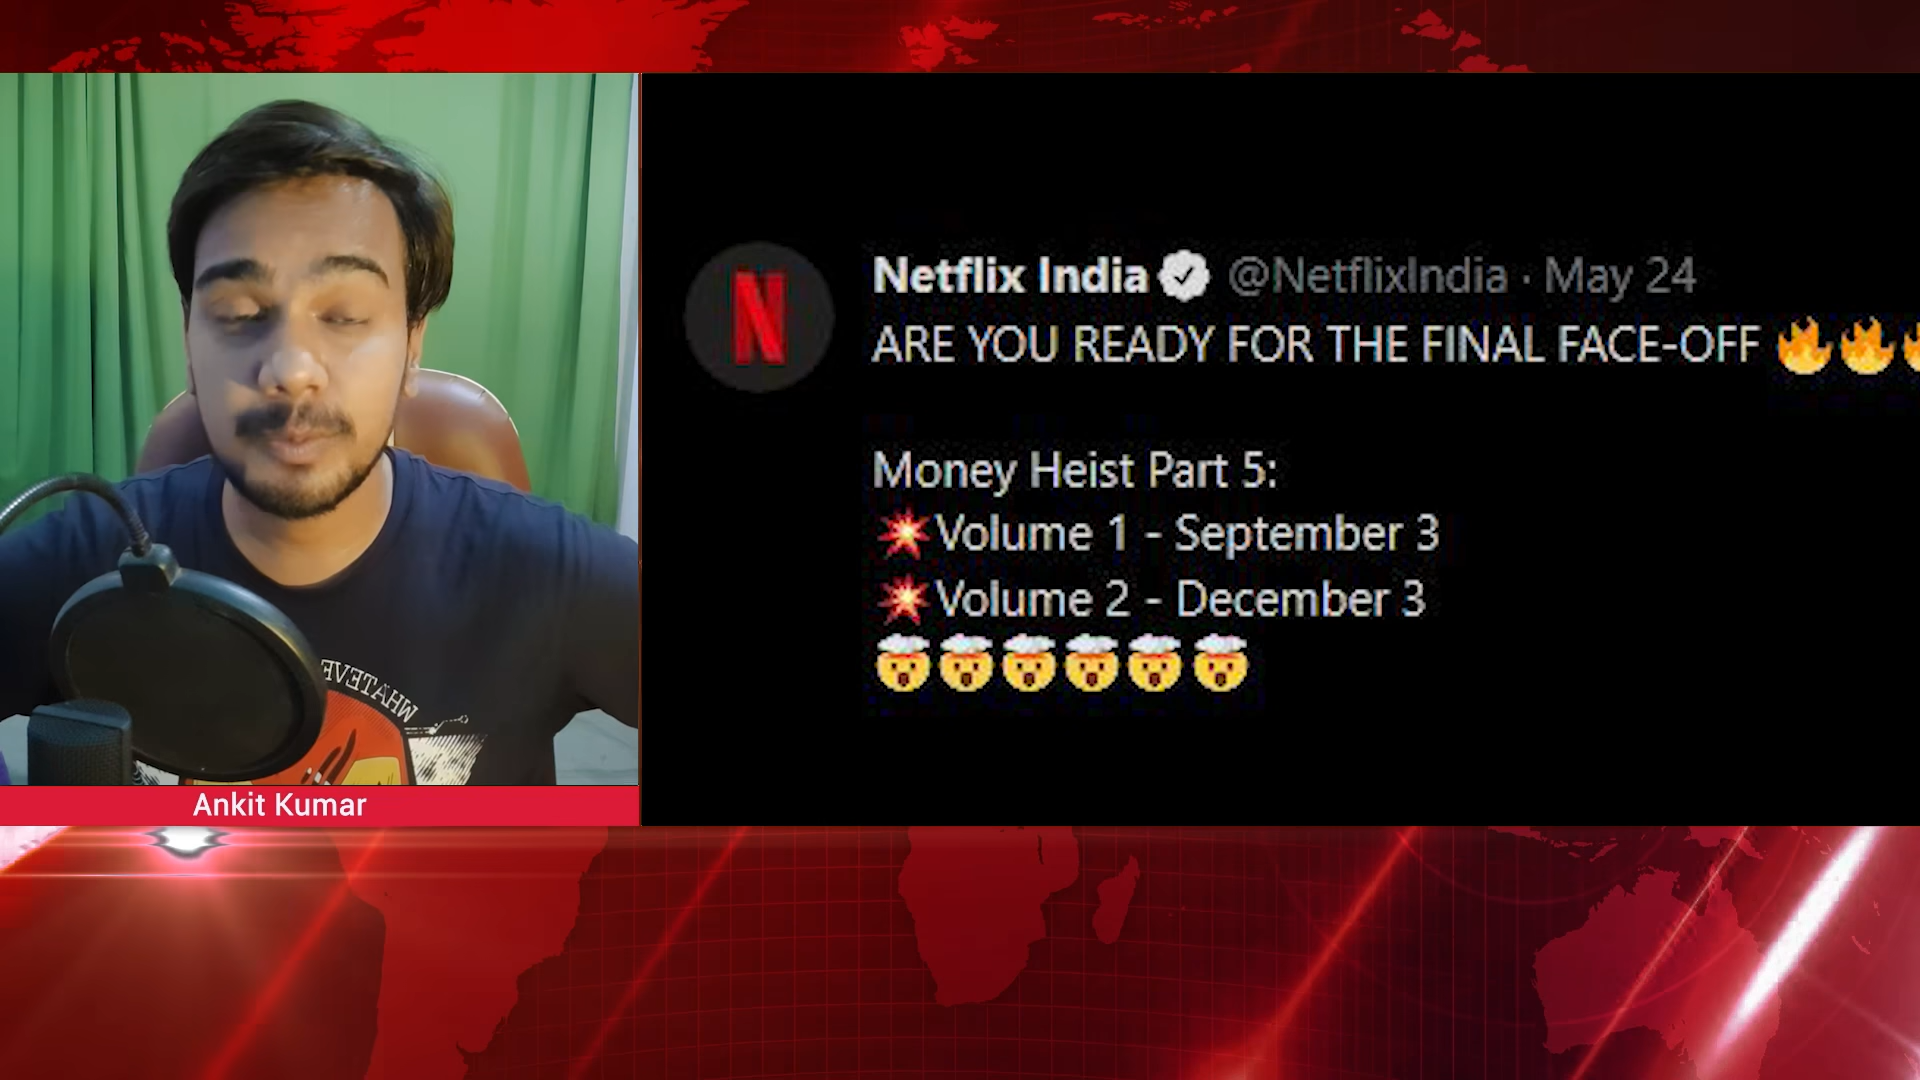 Netflix India @NetflixIndia · May 24
ARE YOU READY FOR THE FINAL FACE-OFF 🔥🔥🔥
Money Heist Part 5:
💥Volume 1 - September 3
💥Volume 2 - December 3
🤯🤯🤯🤯🤯🤯
WHATEVE
Ankit Kumar